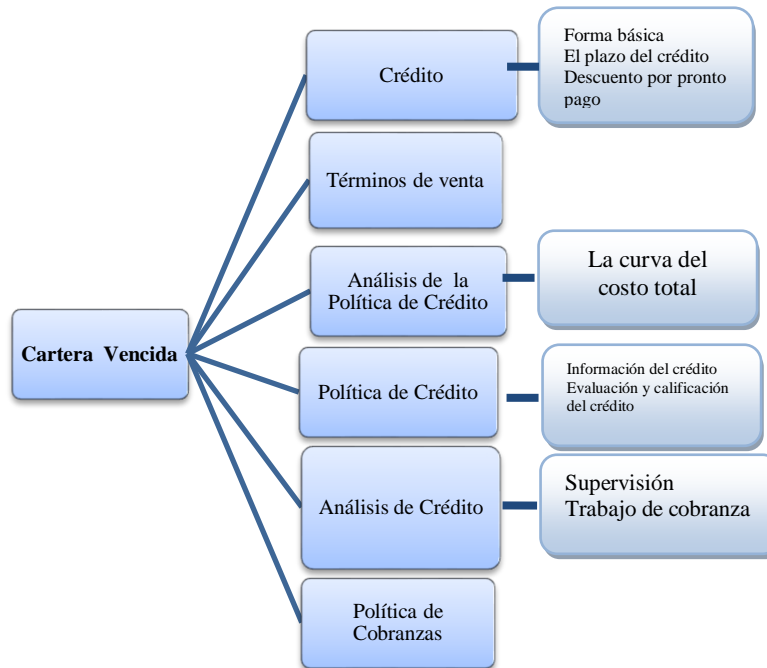 Cartera Vencida
Crédito
Forma básica
El plazo del crédito
Descuento por pronto
pago
Términos de venta
Análisis de la
Política de Crédito
La curva del
costo total
Política de Crédito
Información del crédito
Evaluación y calificación
del crédito
Análisis de Crédito
Supervisión
Trabajo de cobranza
Política de
Cobranzas